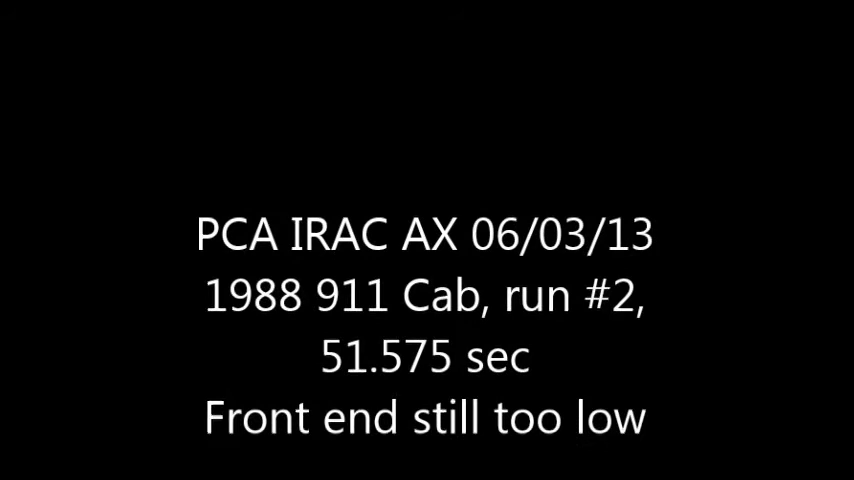 PCA IRAC AX 06/03/13
1988 911 Cab, run #2,
51.575 sec
Front end still too low